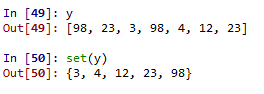 In [49]: y
Out[49]: [98, 23, 3, 98, 4, 12, 23]
In [50]: set(y)
Out[50]: {3, 4, 12, 23, 98}